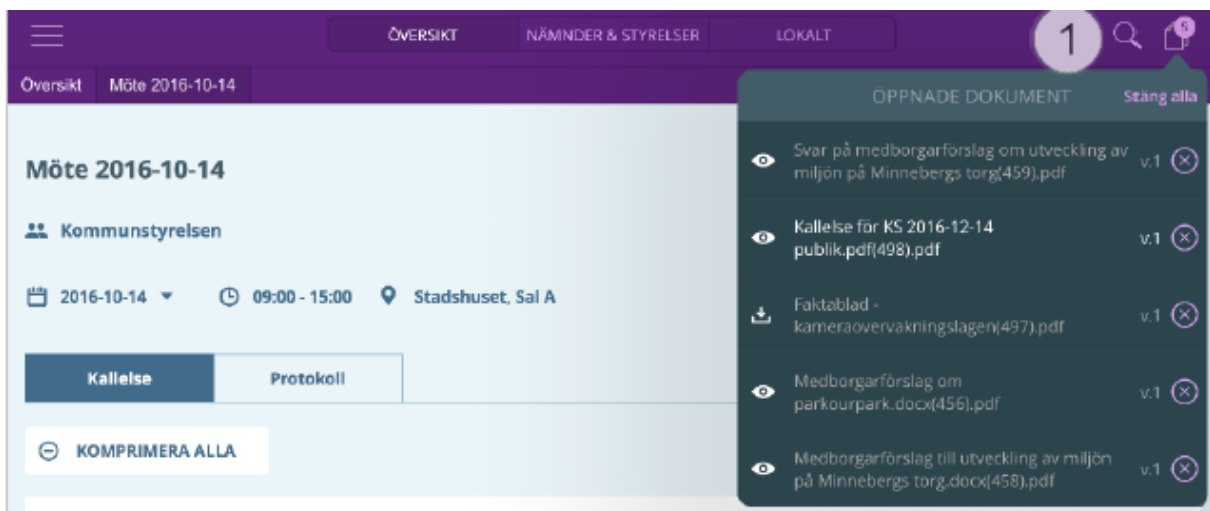 ÖVERSIKT NÄMNDER & STYRELSER LOKALT 1 5
Översikt Möte 2016-10-14
ÖPPNADE DOKUMENT Stäng alla
Möte 2016-10-14
Kommunstyrelsen
2016-10-14 09:00 - 15:00 Stadshuset, Sal A
Kallelse Protokoll
KOMPRIMERA ALLA
Svar på medborgarförslag om utveckling av
miljön på Minnebergs torg(459).pdf
v.1
Kallelse för KS 2016-12-14
publik.pdf(498).pdf
v.1
Faktablad -
kameraovervakningslagen(497).pdf
v.1
Medborgarförslag om
parkourpark.docx(456).pdf
v.1
Medborgarförslag till utveckling av miljön
på Minnebergs torg.docx(458).pdf
v.1